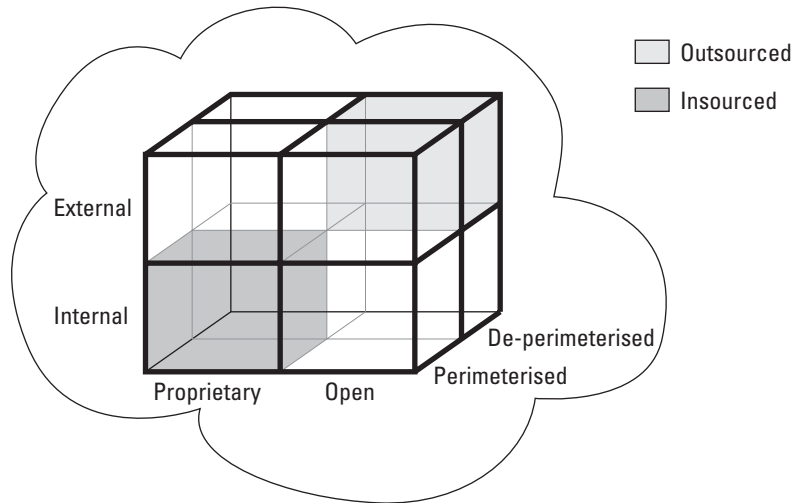 Outsourced
Insourced
External
Internal
De-perimeterised
Perimeterised
Proprietary
Open